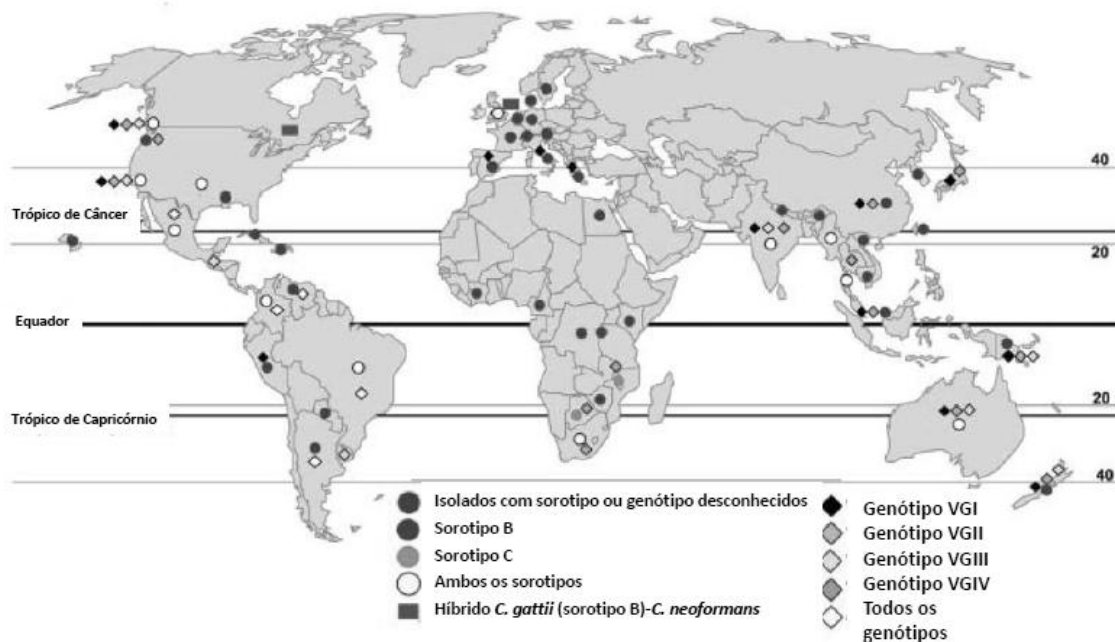 40
Trópico de Câncer
20
Equador
20
Trópico de Capricórnio
40
Isolados com sorotipo ou genótipo desconhecidos
Sorotipo B
Sorotipo C
Ambos os sorotipos
Híbrido C. gattii (sorotipo B)-C. neoformans
Genótipo VGI
Genótipo VGII
Genótipo VGIII
Genótipo VGIV
Todos os
genótipos